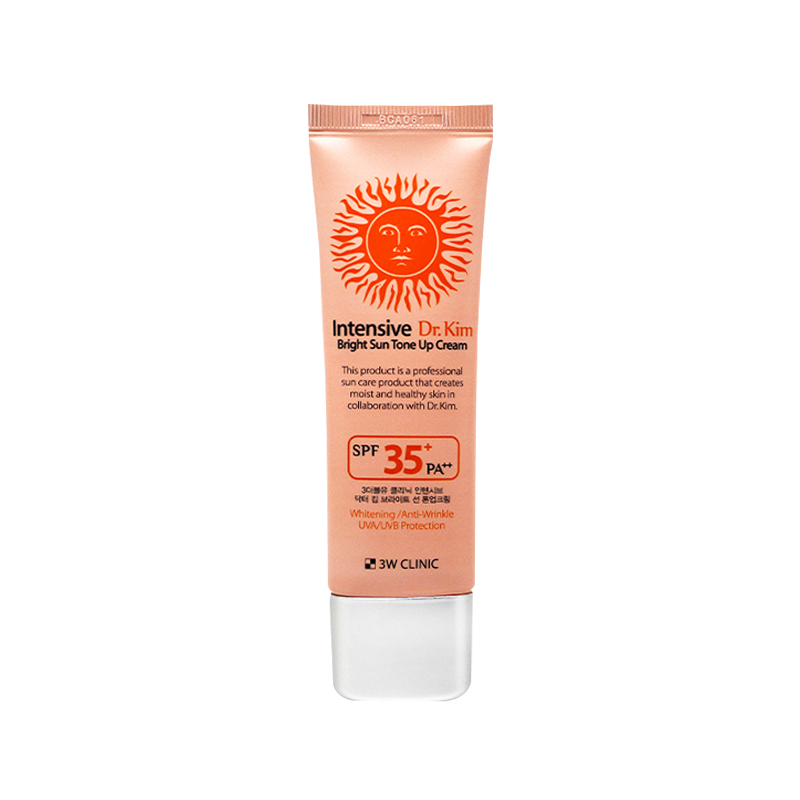 BCA061
Intensive Dr.Kim
Bright Sun Tone Up Cream
This product is a professional
sun care product that creates
moist and healthy skin in
collaboration with Dr.Kim.
SPF 35+ PA++
3더블유 클리닉 인텐시브
닥터 킴 브라이트 선 톤업크림
Whitening /Anti-Wrinkle
UVA/UVB Protection
3W CLINIC